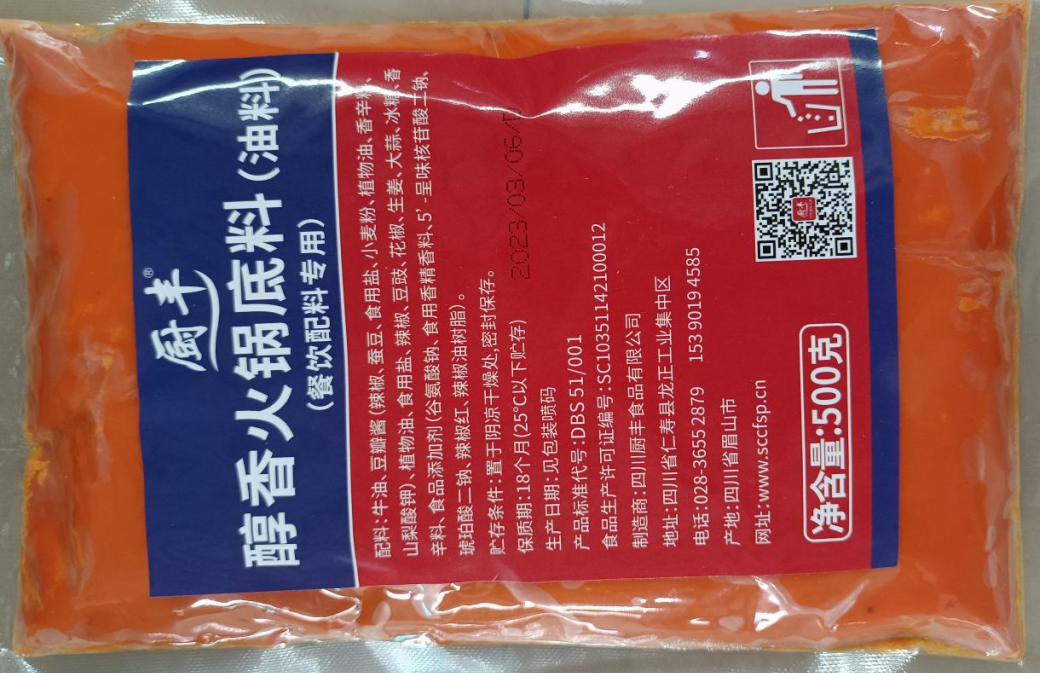 厨丰®
醇香火锅底料(油料)
(餐饮配料专用)
配料:牛油、豆瓣酱(辣椒、蚕豆、食用盐、小麦粉、植物油、香辛料、
山梨酸钾)、植物油、食用盐、辣椒、豆豉、花椒、生姜、大蒜、冰糖、香
辛料、食品添加剂(谷氨酸钠、食用香精香料、5'-呈味核苷酸二钠、
琥珀酸二钠、辣椒红、辣椒油树脂)。
贮存条件:置于阴凉干燥处,密封保存。
保质期:18个月(25℃以下贮存)
2023/03/06/
生产日期:见包装喷码
产品标准代号:DBS 51/001
食品生产许可证编号:SC10351142100012
制造商:四川厨丰食品有限公司
地址:四川省仁寿县龙正工业集中区
电话:028-3655 2879 153 9019 4585
产地:四川省眉山市
网址:www.sccfsp.cn
净含量:500克